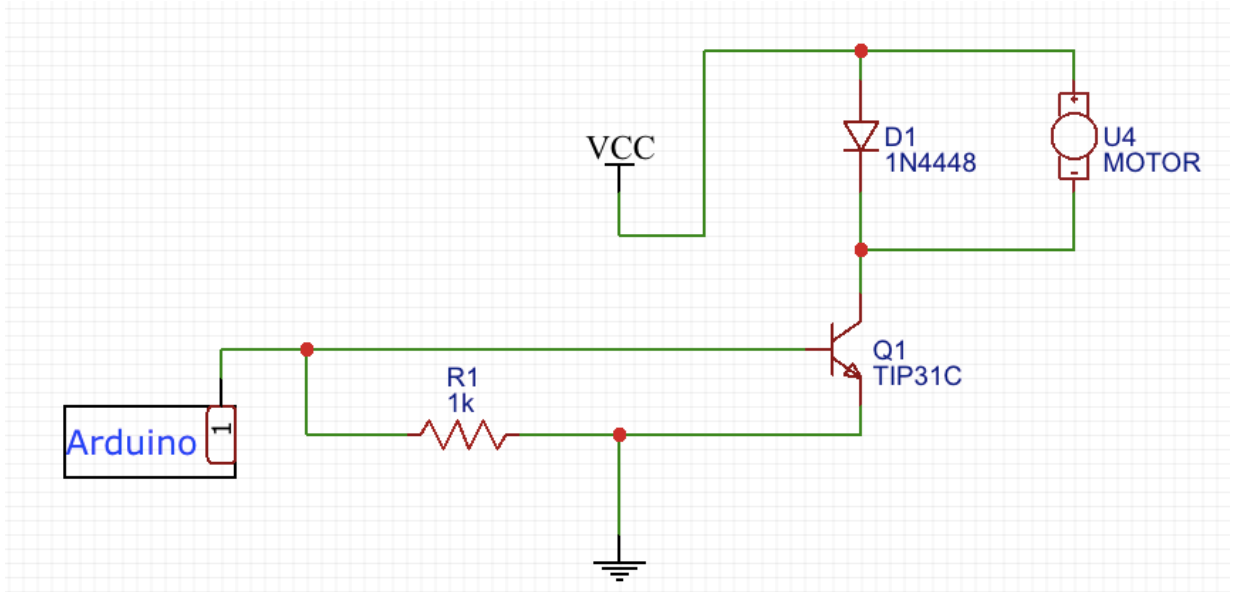 VCC
D1
1N4448
U4
MOTOR
+
-
Q1
TIP31C
R1
1k
Arduino
1